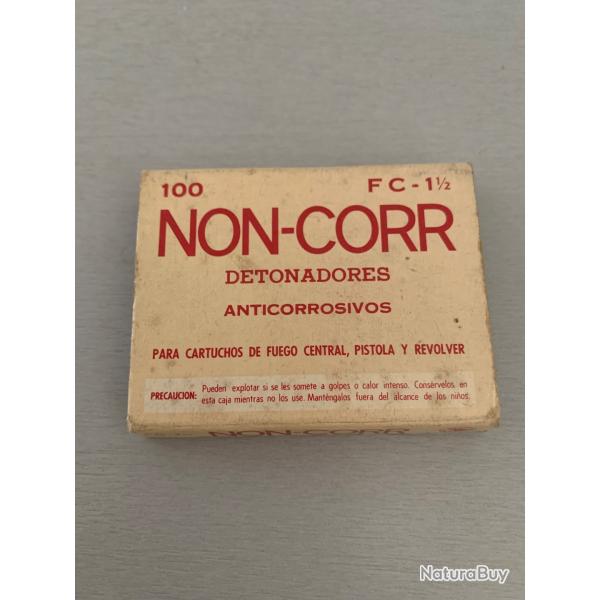 100 FC-1½
NON-CORR
DETONADORES
ANTICORROSIVOS
PARA CARTUCHOS DE FUEGO CENTRAL, PISTOLA Y REVOLVER
PRECAUCION: Pueden explotar si se les somete a golpes o calor intenso. Consérvelos en
esta caja mientras no los use. Manténgalos fuera del alcance de los niños.
NON-CORR
NaturaBuy